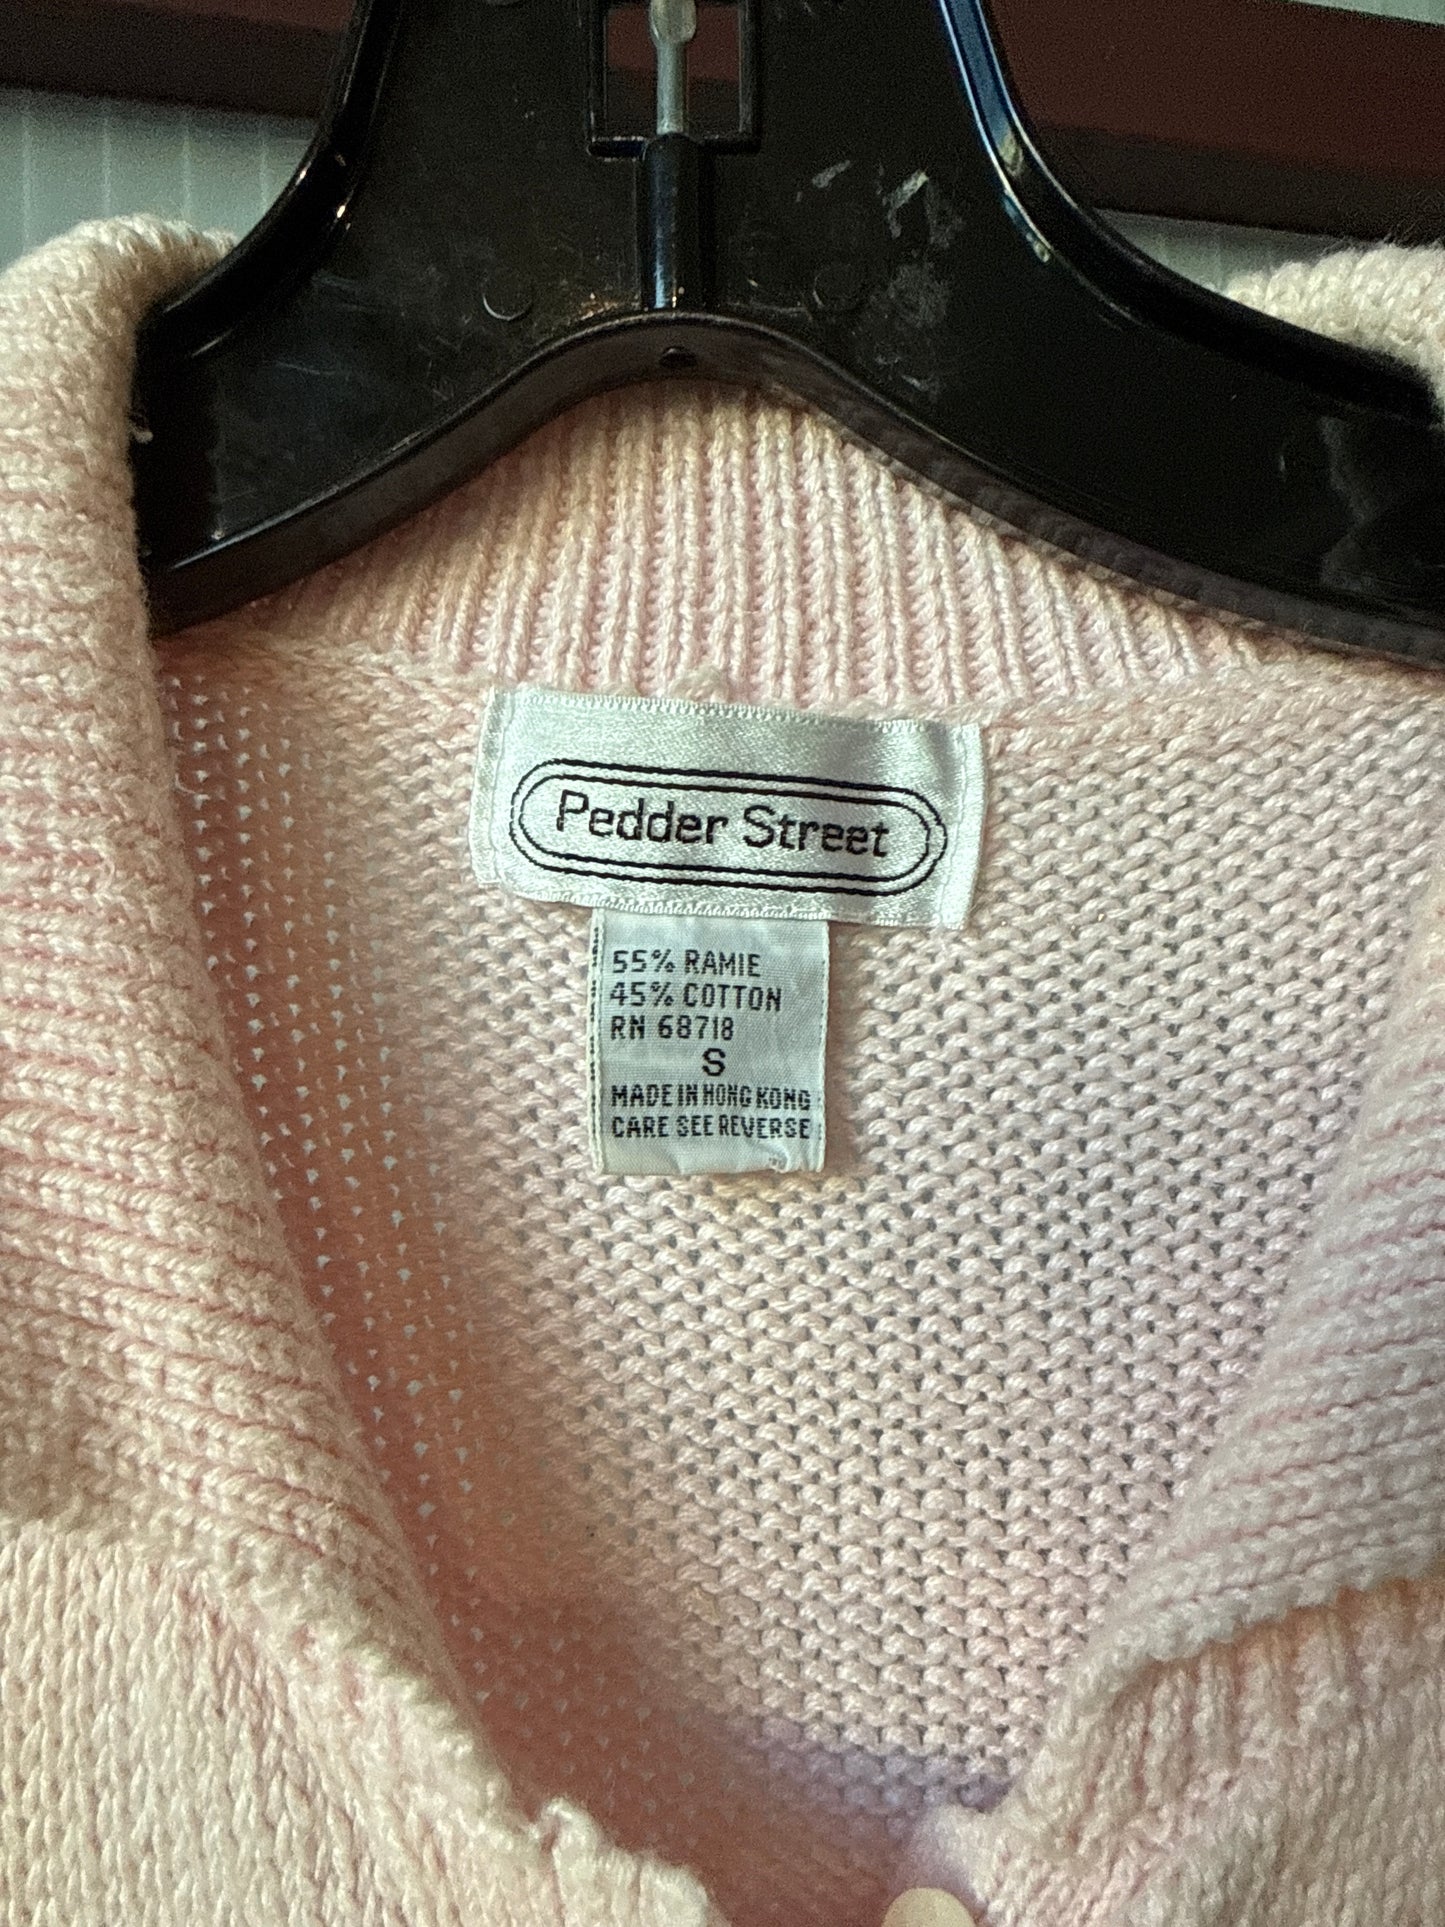 Pedder Street
55% RAMIE
45% COTTON
RN 68718
S
MADE IN HONG KONG
CARE SEE REVERSE